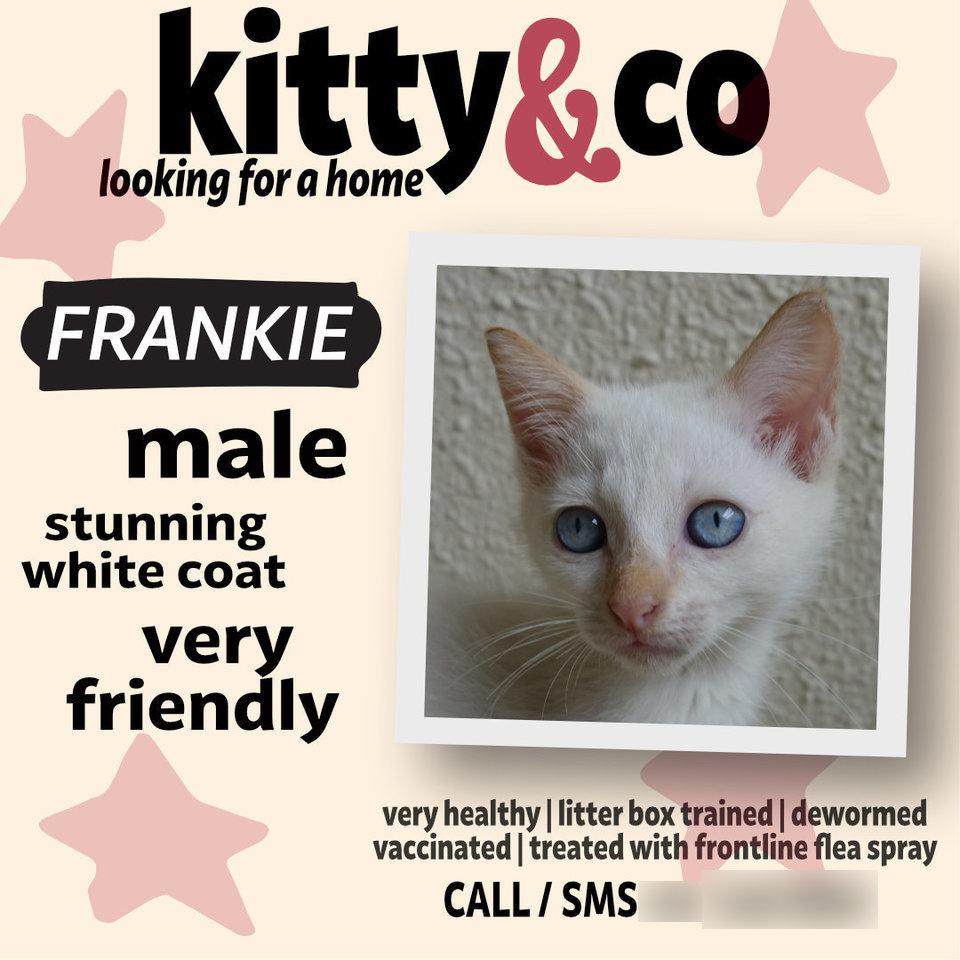 kitty&co
looking for a home
FRANKIE
male
stunning
white coat
very
friendly
very healthy | litter box trained | dewormed
vaccinated | treated with frontline flea spray
CALL / SMS